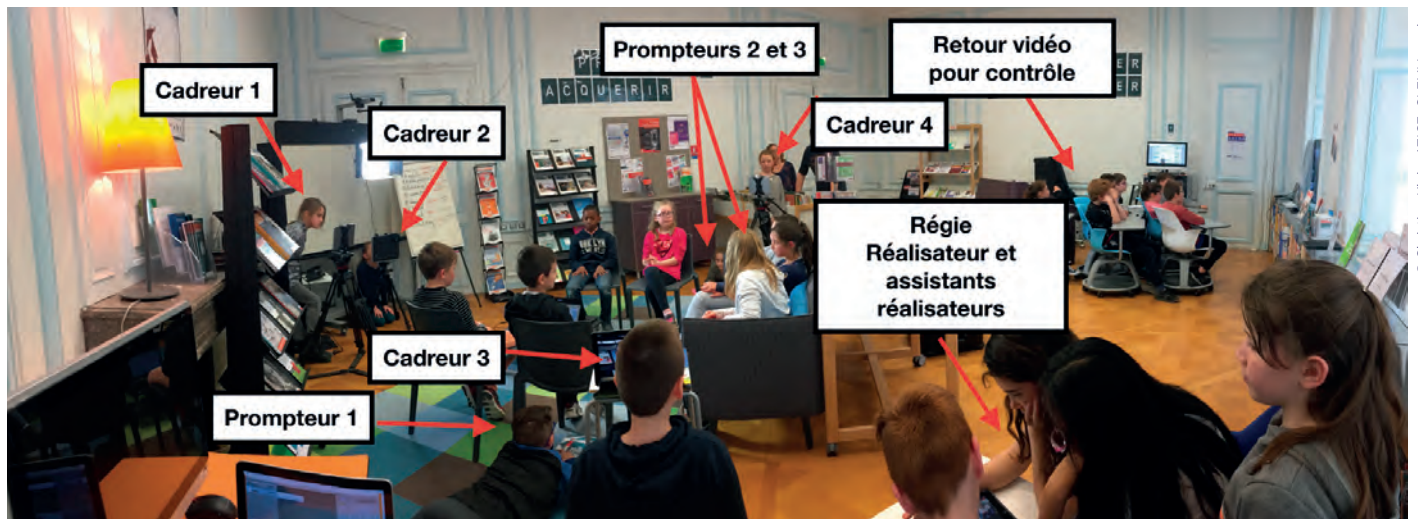 Prompteurs 2 et 3
Retour vidéo
pour contrôle
Cadreur 1
ACQUERIR
Cadreur 2
Cadreur 4
Régie
Réalisateur et
assistants
réalisateurs
Cadreur 3
Prompteur 1